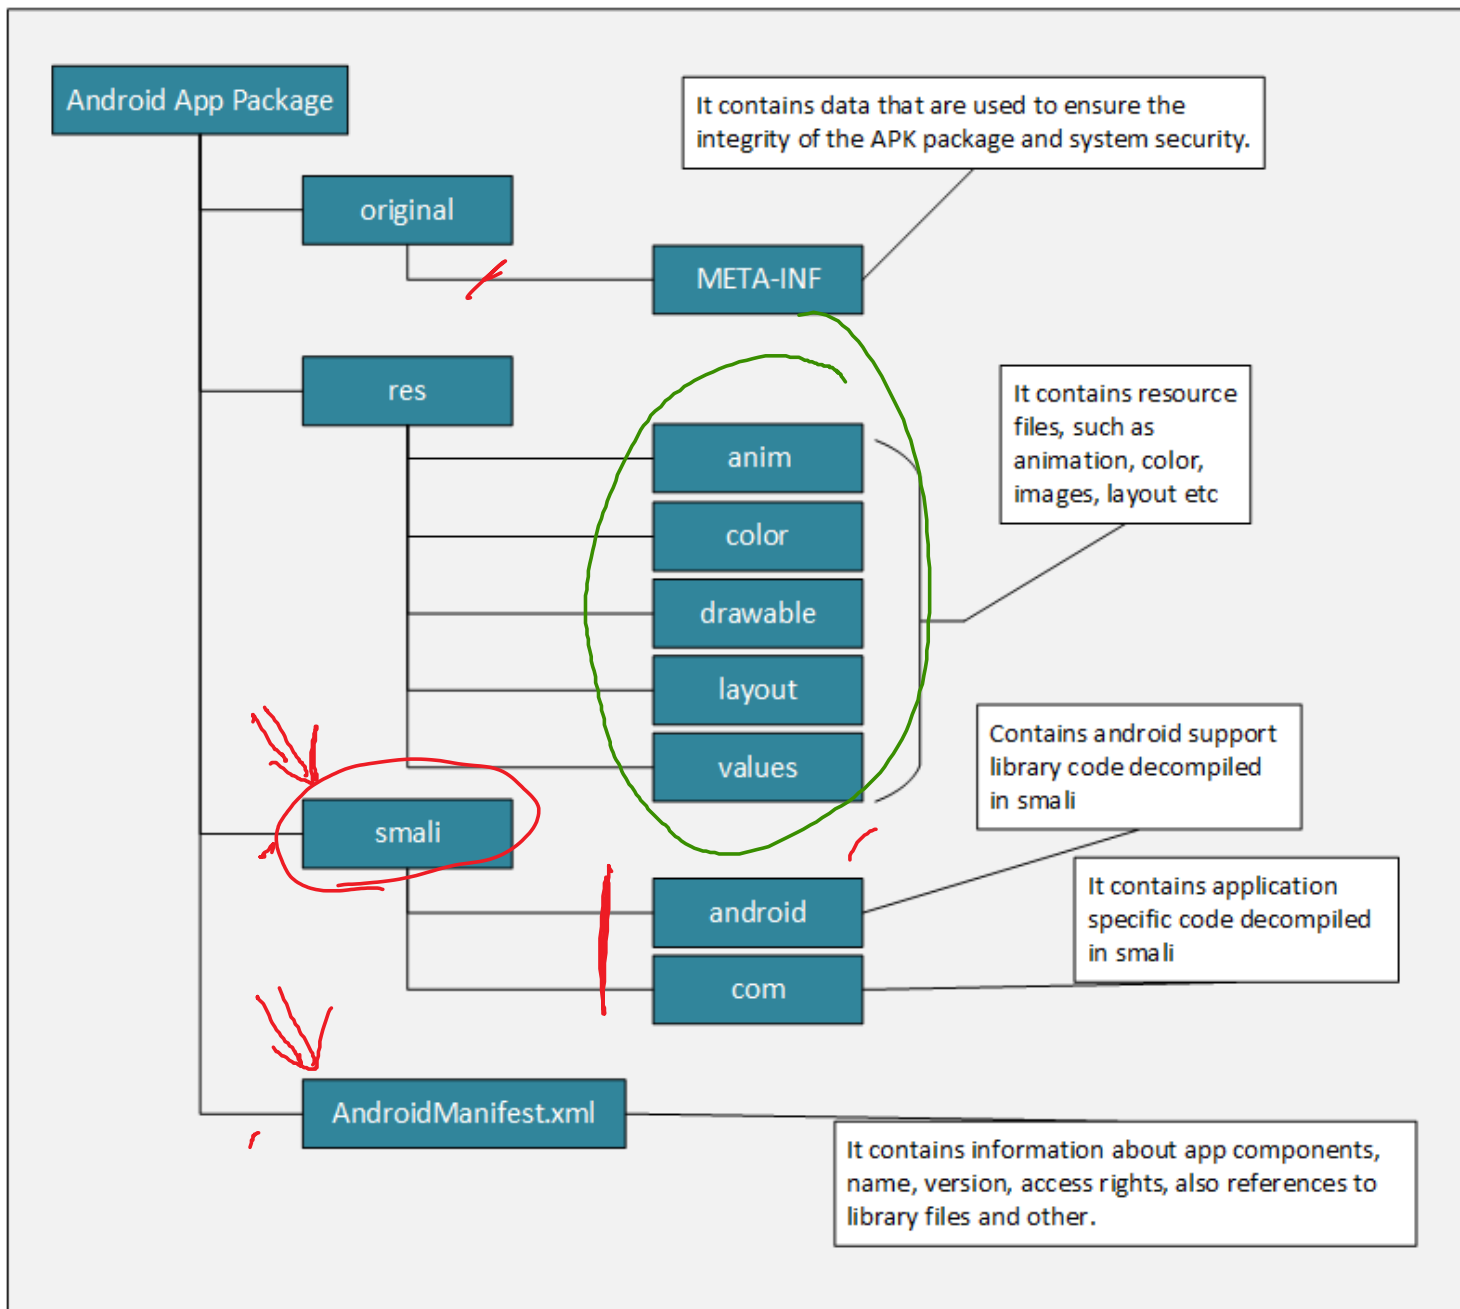 Android App Package
It contains data that are used to ensure the
integrity of the APK package and system security.
original
META-INF
res
It contains resource
files, such as
animation, color,
images, layout etc
anim
color
drawable
layout
values
Contains android support
library code decompiled
in smali
smali
It contains application
specific code decompiled
in smali
android
com
AndroidManifest.xml
It contains information about app components,
name, version, access rights, also references to
library files and other.